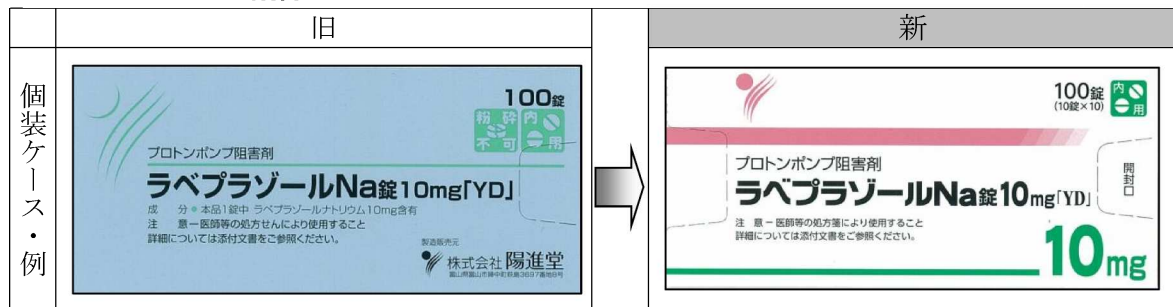 旧
新
個装ケース・例
100錠
粉砕不可
内用
プロトンポンプ阻害剤
ラベプラゾールNa錠10mg「YD」
成　分 ● 本品1錠中 ラベプラゾールナトリウム10mg含有
注　意－医師等の処方せんにより使用すること
詳細については添付文書をご参照ください。
製造販売元
株式会社 陽進堂
100錠
(10錠×10)
内用
プロトンポンプ阻害剤
ラベプラゾールNa錠10mg「YD」
開封口
注 意－医師等の処方箋により使用すること
詳細については添付文書をご参照ください。
10mg